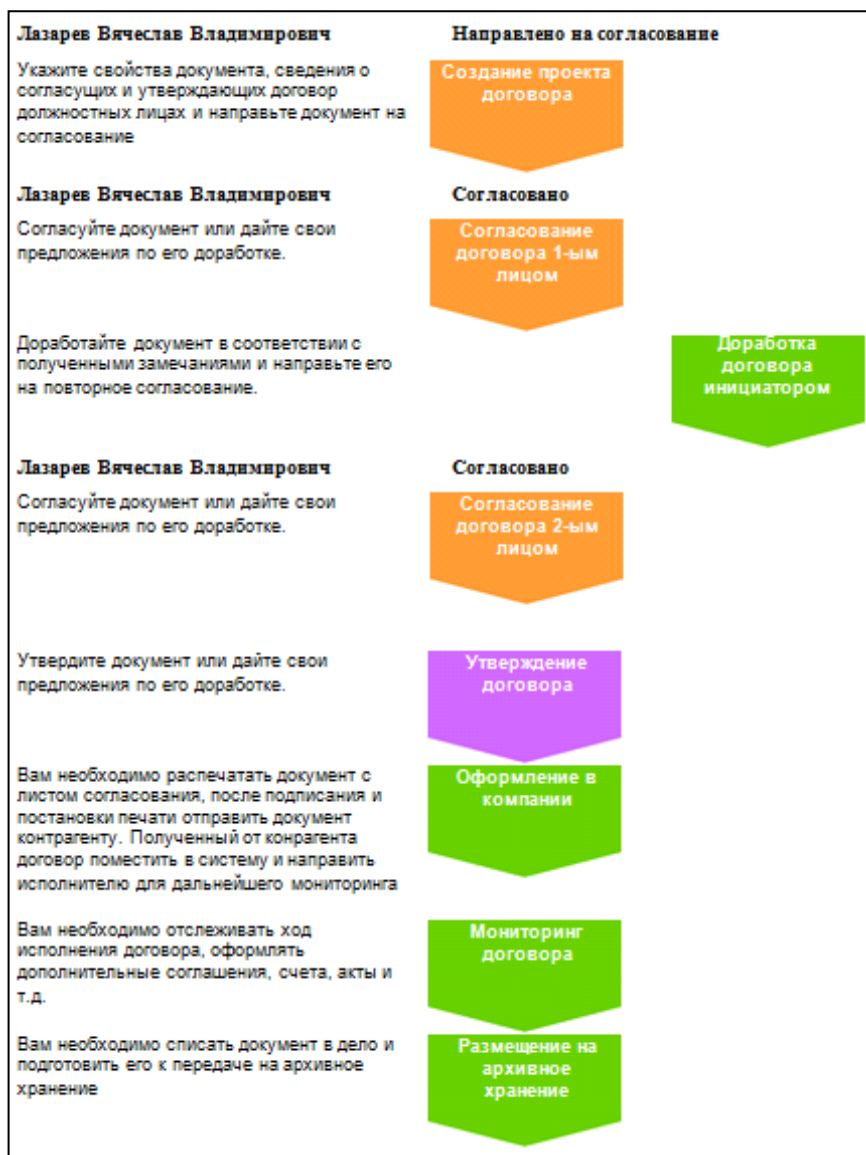 Лазарев Вячеслав Владимирович
Направлено на согласование
Укажите свойства документа, сведения о
согласущих и утверждающих договор
должностных лицах и направьте документ на
согласование
Создание проекта
договора
Лазарев Вячеслав Владимирович
Согласовано
Согласуйте документ или дайте свои
предложения по его доработке.
Согласование
договора 1-ым
лицом
Доработайте документ в соответствии с
полученными замечаниями и направьте его
на повторное согласование.
Доработка
договора
инициатором
Лазарев Вячеслав Владимирович
Согласовано
Согласуйте документ или дайте свои
предложения по его доработке.
Согласование
договора 2-ым
лицом
Утвердите документ или дайте свои
предложения по его доработке.
Утверждение
договора
Вам необходимо распечатать документ с
листом согласования, после подписания и
постановки печати отправить документ
контрагенту. Полученный от конрагента
договор поместить в систему и направить
исполнителю для дальнейшего мониторинга
Оформление в
компании
Вам необходимо отслеживать ход
исполнения договора, оформлять
дополнительные соглашения, счета, акты и
т.д.
Мониторинг
договора
Вам необходимо списать документ в дело и
подготовить его к передаче на архивное
хранение
Размещение на
архивное
хранение